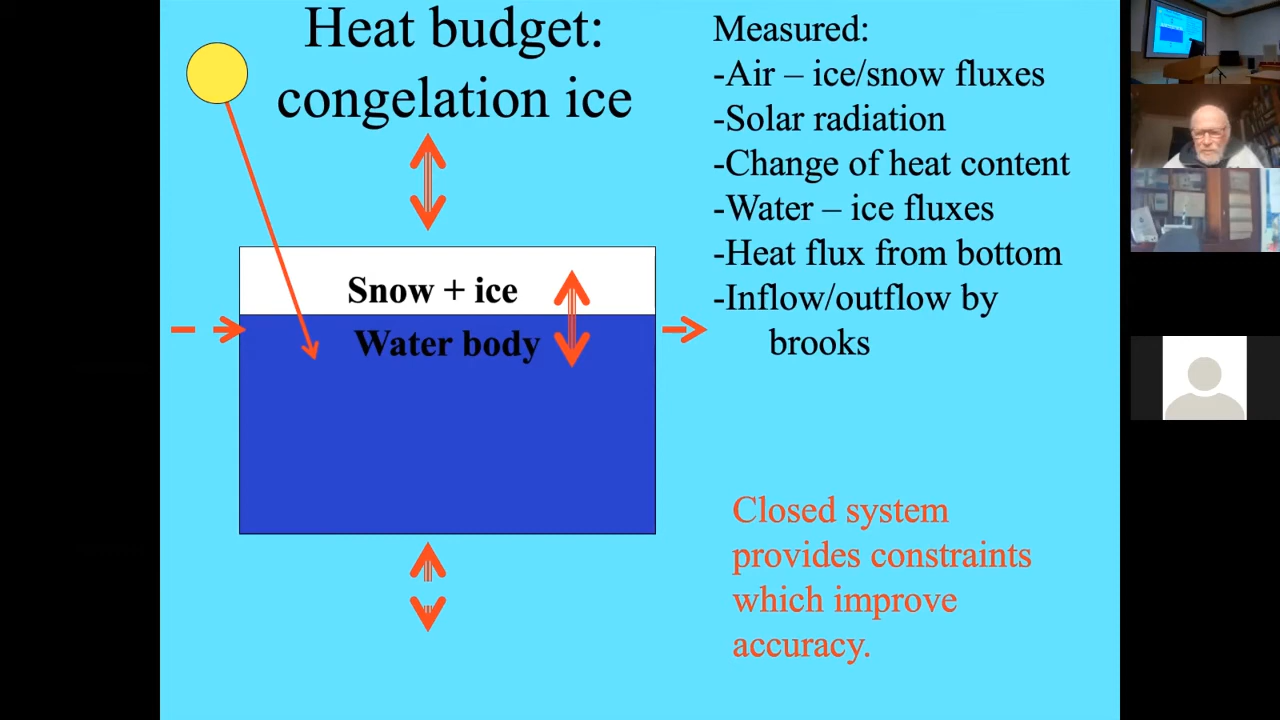 Heat budget:
congelation ice
Snow + ice
Water body
Measured:
-Air – ice/snow fluxes
-Solar radiation
-Change of heat content
-Water – ice fluxes
-Heat flux from bottom
-Inflow/outflow by
brooks
Closed system
provides constraints
which improve
accuracy.